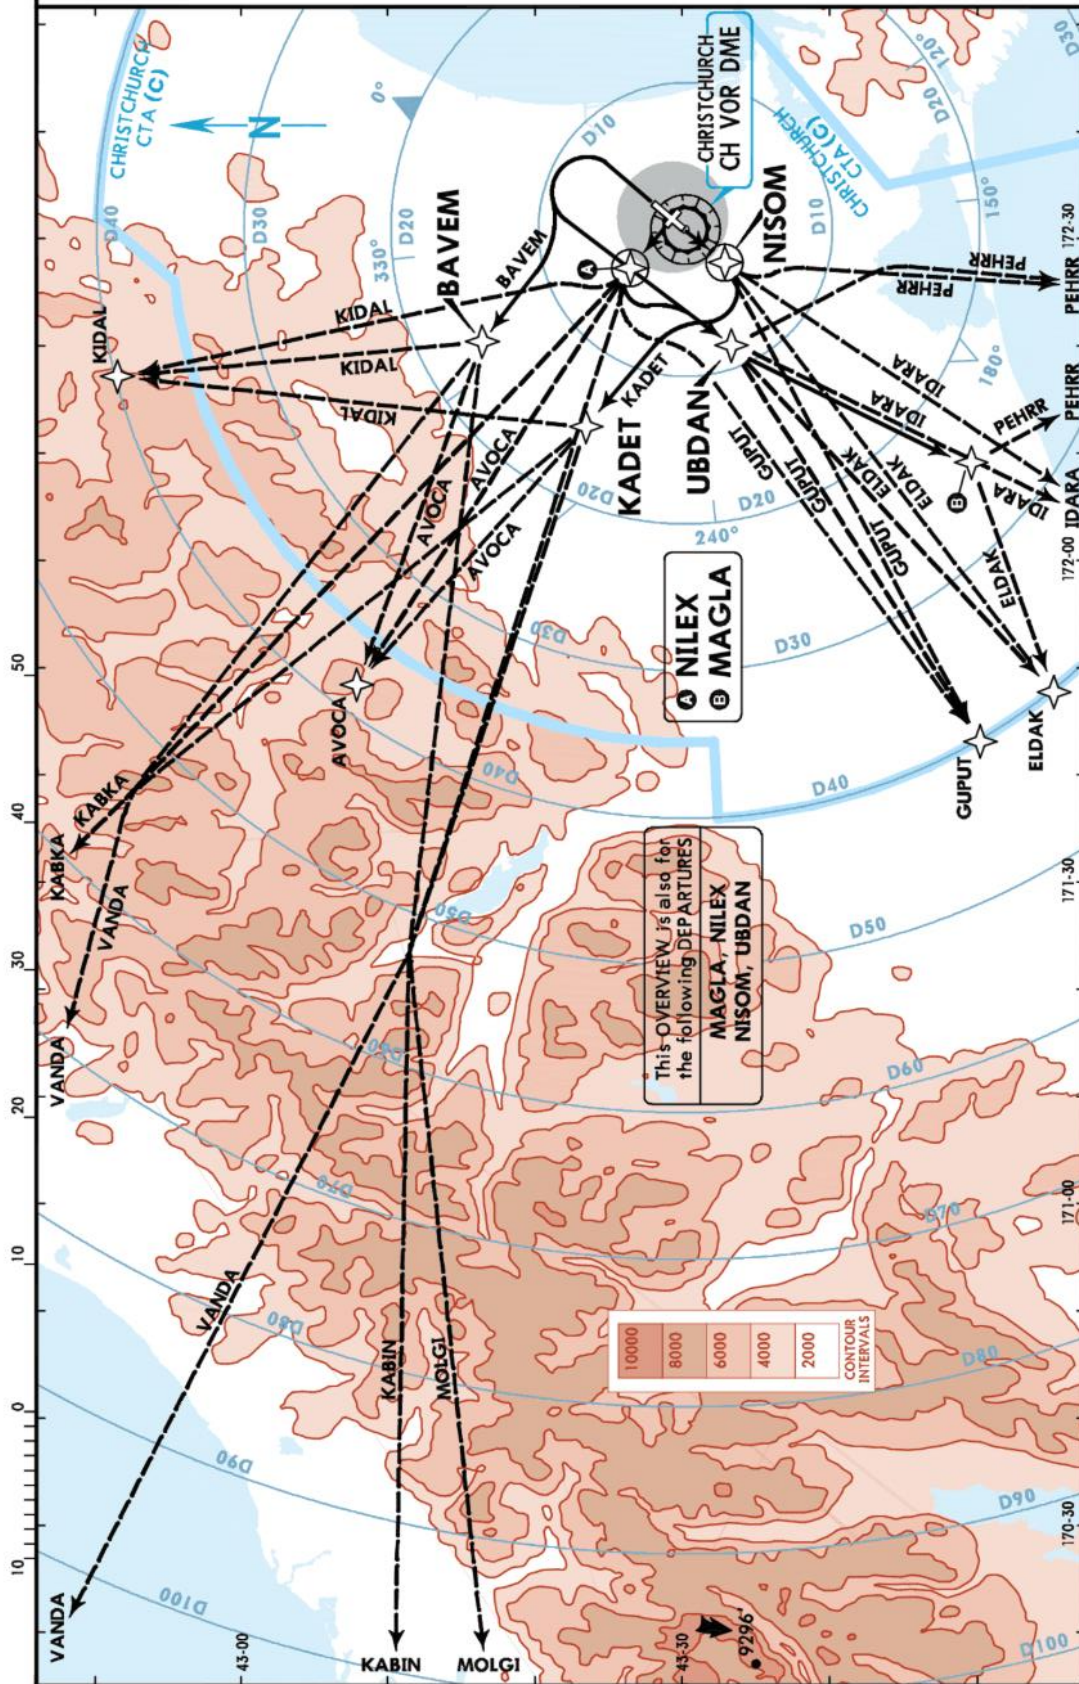 CHRISTCHURCH
CTA (C)
N
0°
D10
D20
D30
D40
330°
CHRISTCHURCH
CH VOR DME
CHRISTCHURCH
CTA (C)
120°
D20
D30
D10
150°
180°
KIDAL
KIDAL
KIDAL
KIDAL
BAVEM
BAVEM
A
NISOM
KADET
KADET
UBDAN
D20
D20
240°
AVOCA
AVOCA
AVOCA
AVOCA
GUPUT
GUPUT
GUPUT
GUPUT
ELDAK
ELDAK
ELDAK
ELDAK
IDARA
IDARA
IDARA
IDARA
PEHRR
PEHRR
PEHRR
PEHRR
PEHRR
B
172-30
172-00
171-30
171-00
170-30
A NILEX
B MAGLA
D30
D30
D40
D40
D50
D50
D60
D60
D70
D70
D80
D80
D90
D90
D100
D100
KABKA
KABKA
VANDA
VANDA
VANDA
VANDA
KABIN
KABIN
MOLGI
MOLGI
This OVERVIEW is also for
the following DEPARTURES
MAGLA, NILEX
NISOM, UBDAN
10000
8000
6000
4000
2000
CONTOUR
INTERVALS
43-00
43-30
9296'
50
40
30
20
10
0
10